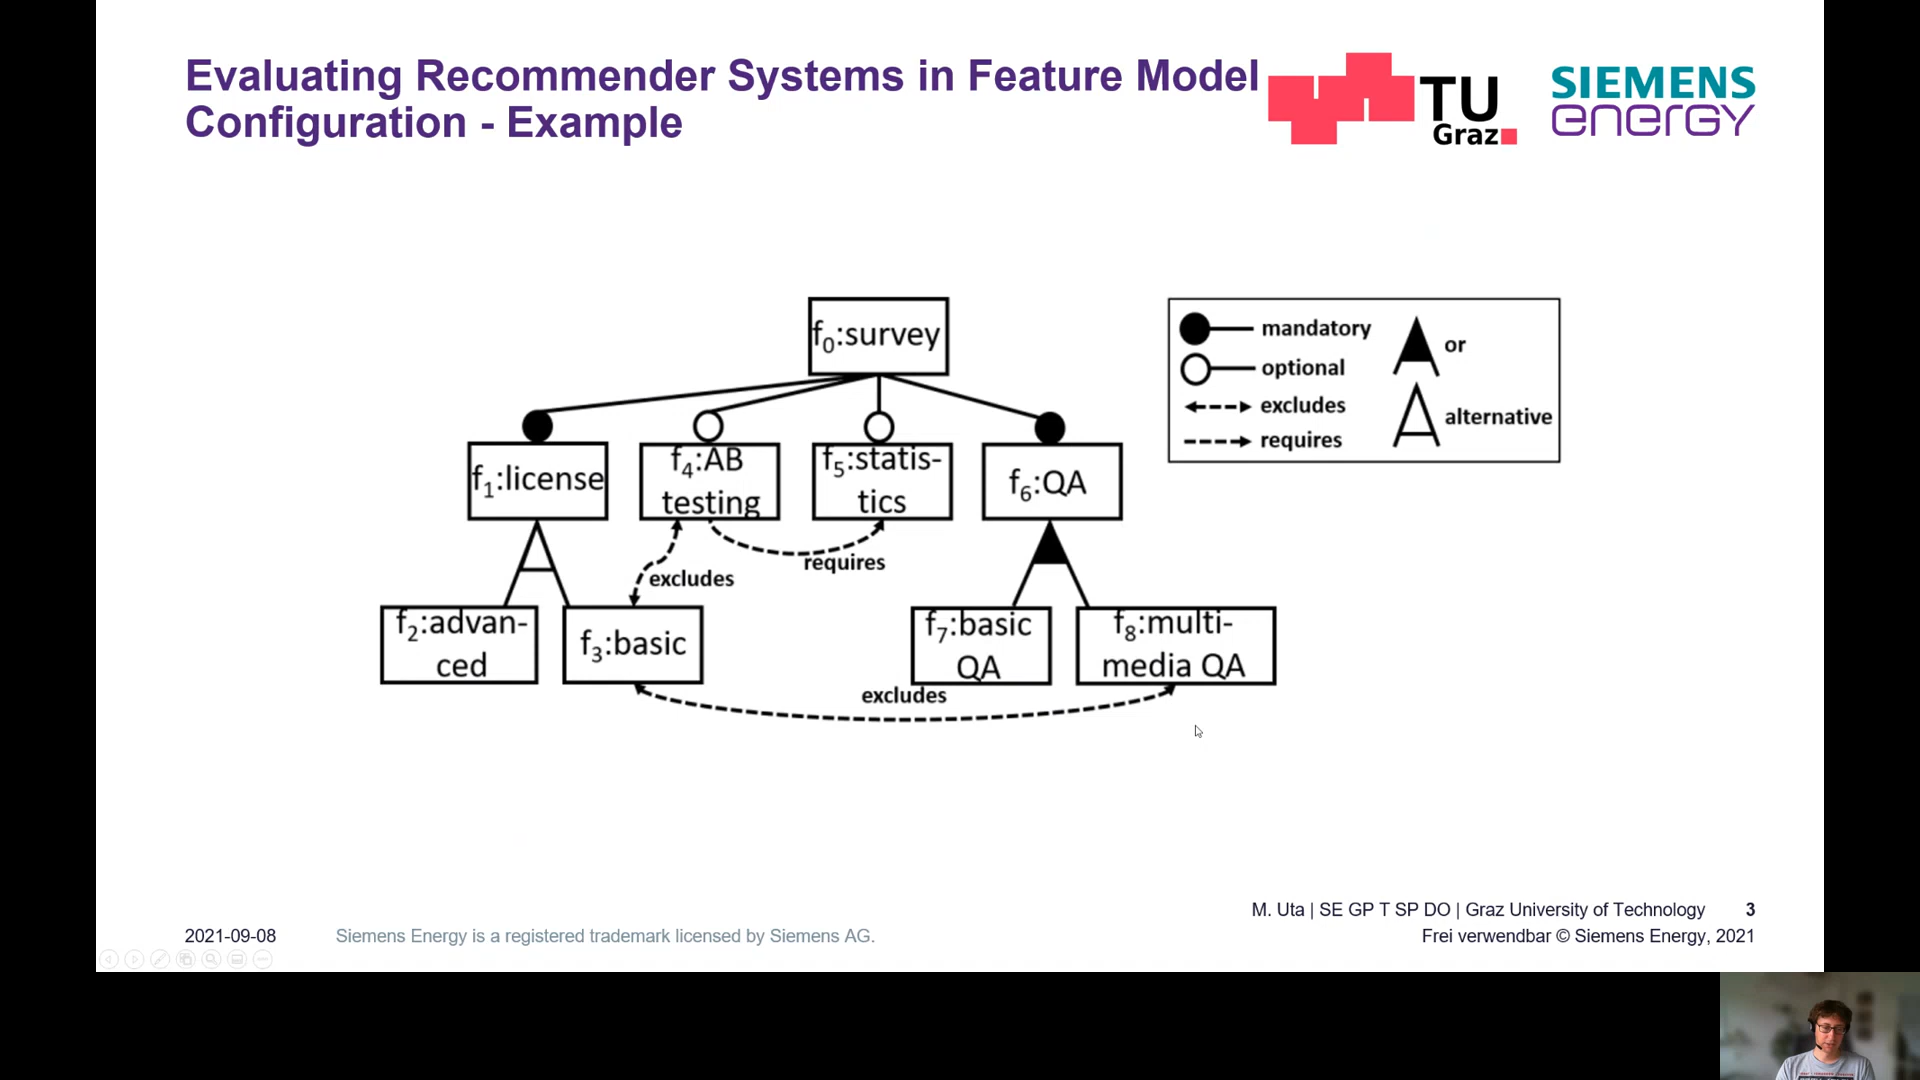 Evaluating Recommender Systems in Feature Model
Configuration - Example
TU
Graz
SIEMENS
energy
f0:survey
mandatory
optional
excludes
requires
or
alternative
f1:license
f4:AB
testing
f5:statis-
tics
f6:QA
excludes
requires
f2:advan-
ced
f3:basic
f7:basic
QA
f8:multi-
media QA
excludes
M. Uta | SE GP T SP DO | Graz University of Technology 3
2021-09-08
Siemens Energy is a registered trademark licensed by Siemens AG.
Frei verwendbar © Siemens Energy, 2021